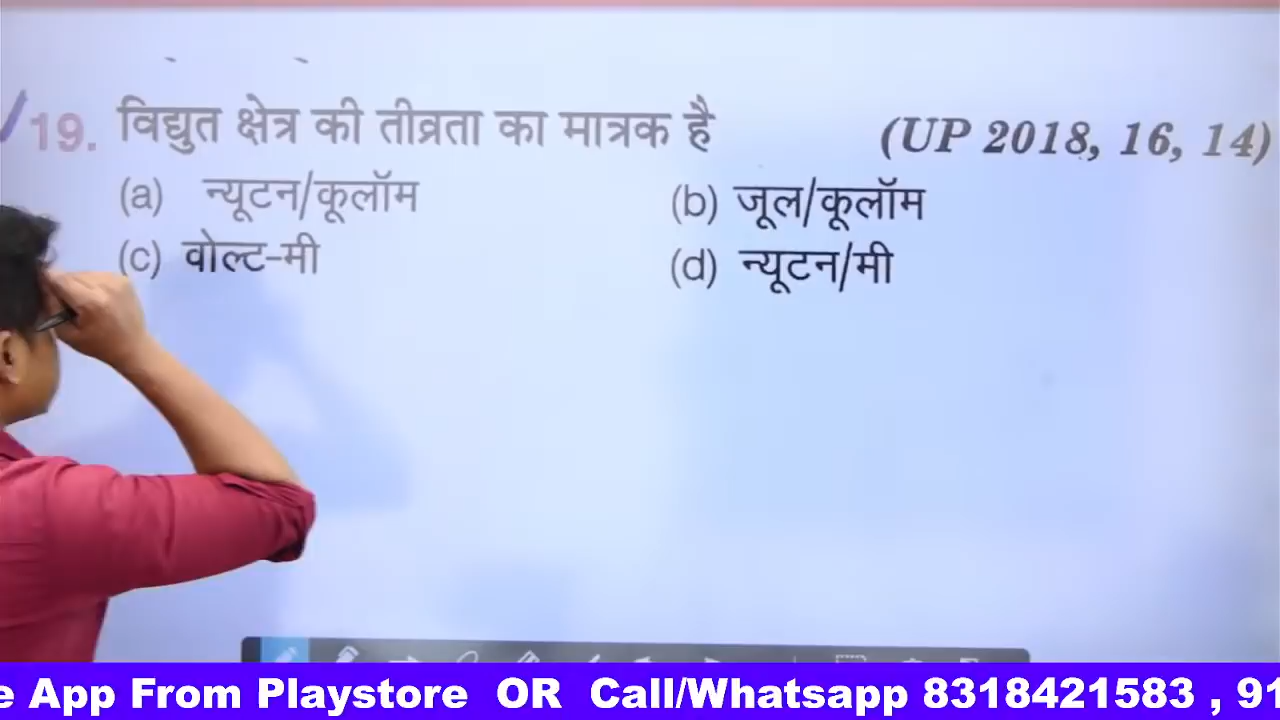 19. विद्युत क्षेत्र की तीव्रता का मात्रक है (UP 2018, 16, 14)
(a) न्यूटन/कूलॉम (b) जूल/कूलॉम
(c) वोल्ट-मी (d) न्यूटन/मी
e App From Playstore OR Call/Whatsapp 8318421583 , 91